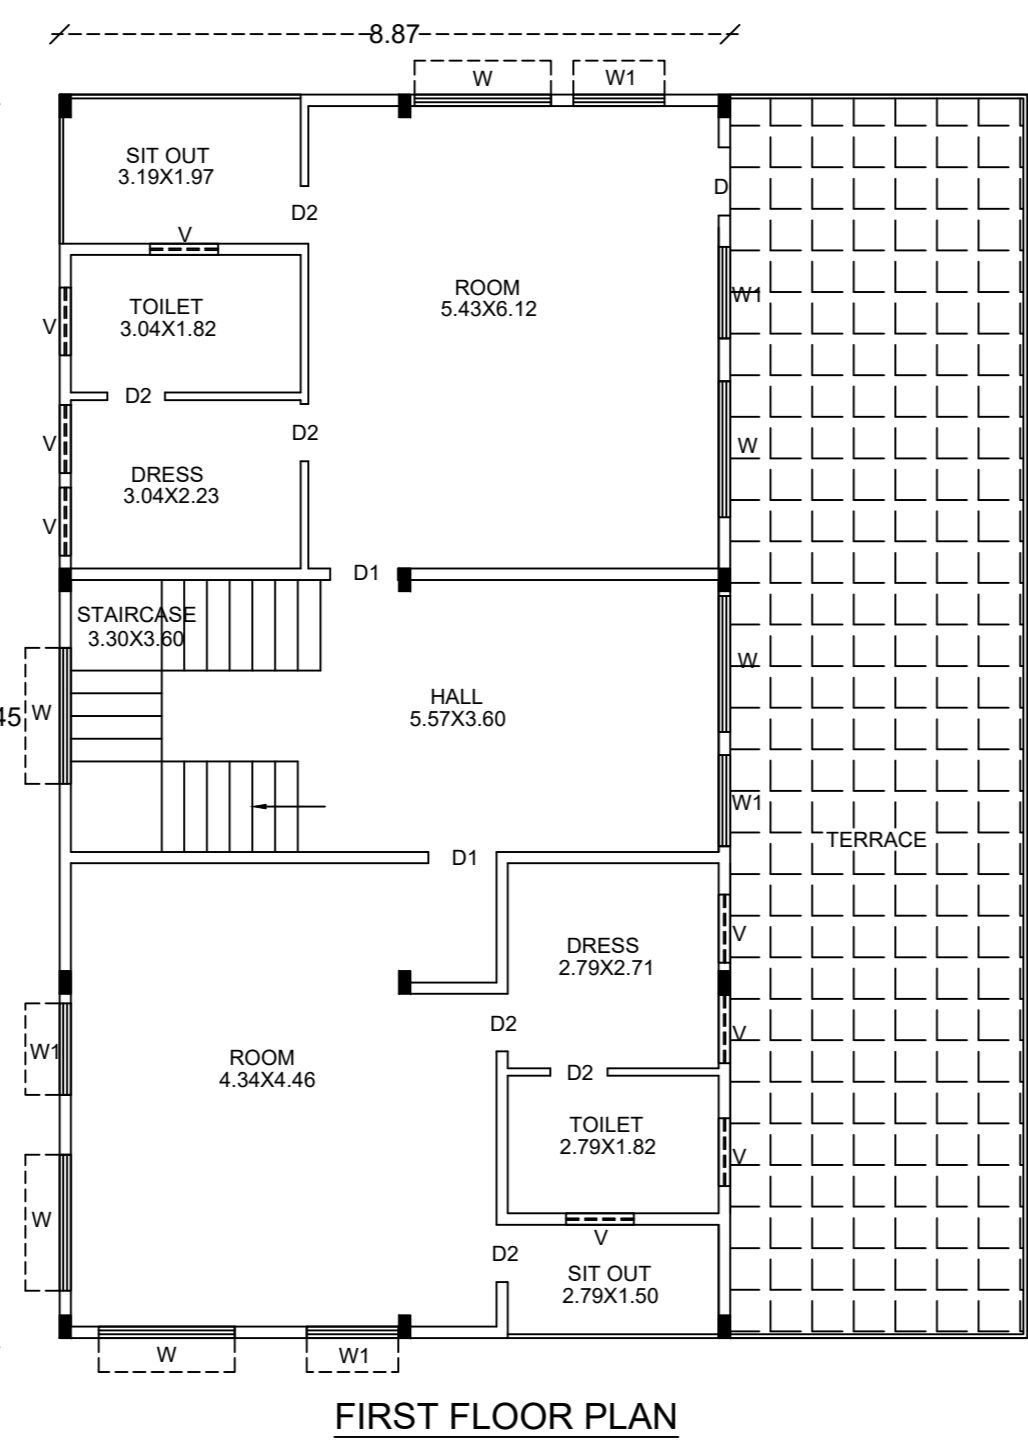 8.87
W
W1
SIT OUT
3.19X1.97
D2
D
V
ROOM
5.43X6.12
W1
TOILET
3.04X1.82
V
D2
D2
V
W
DRESS
3.04X2.23
V
D1
STAIRCASE
3.30X3.60
W
HALL
5.57X3.60
45
W
W1
TERRACE
D1
DRESS
2.79X2.71
V
D2
V
W1
ROOM
4.34X4.46
D2
TOILET
2.79X1.82
V
W
V
D2
SIT OUT
2.79X1.50
W
W1
FIRST FLOOR PLAN